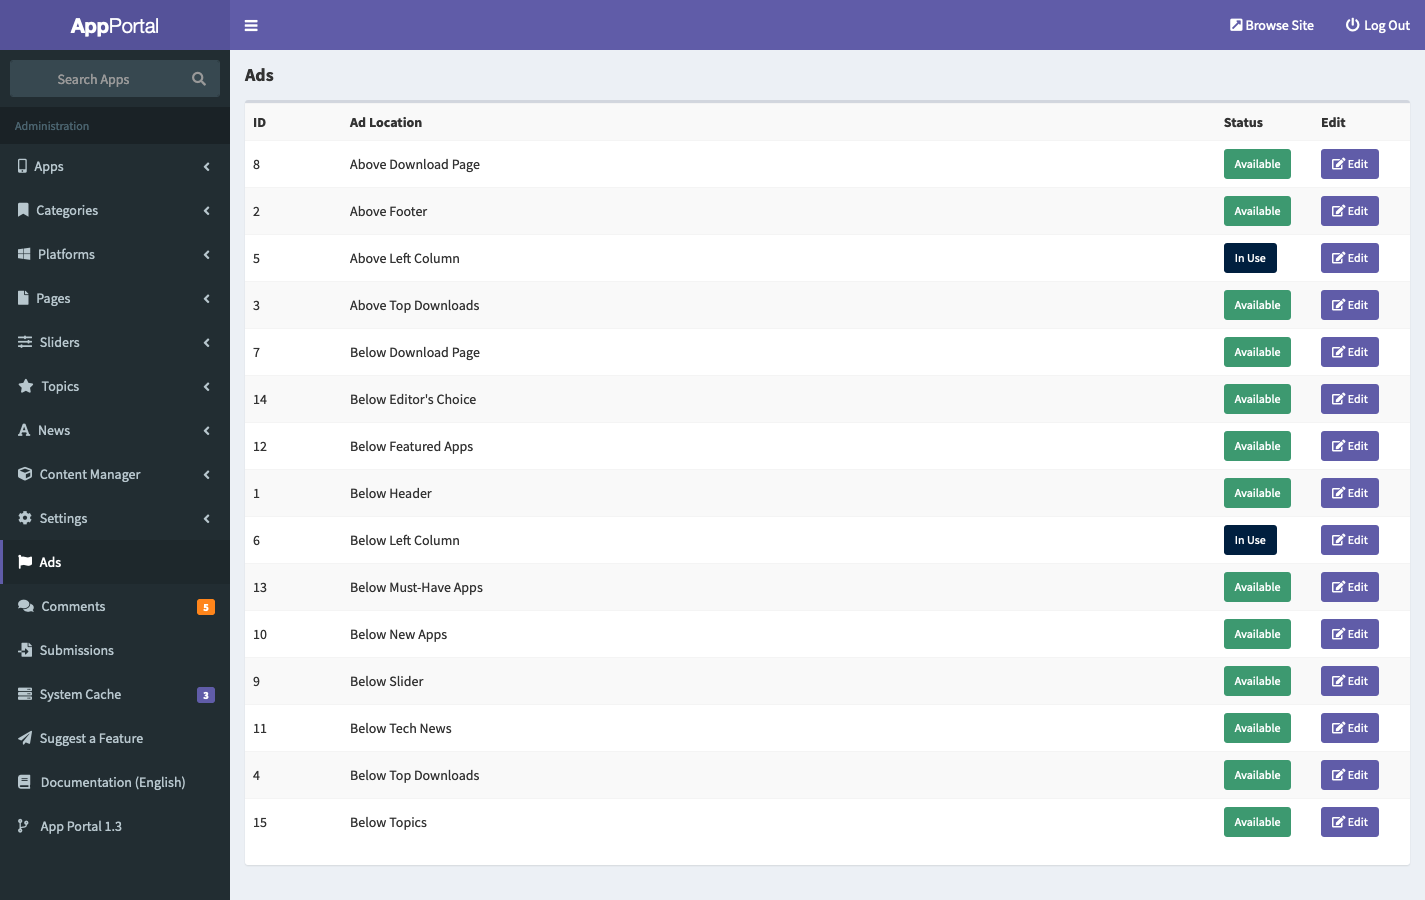 AppPortal
Browse Site
Log Out
Search Apps
Administration
Apps
Categories
Platforms
Pages
Sliders
Topics
News
Content Manager
Settings
Ads
Comments 5
Submissions
System Cache 3
Suggest a Feature
Documentation (English)
App Portal 1.3
Ads
ID Ad Location Status Edit
8 Above Download Page Available Edit
2 Above Footer Available Edit
5 Above Left Column In Use Edit
3 Above Top Downloads Available Edit
7 Below Download Page Available Edit
14 Below Editor's Choice Available Edit
12 Below Featured Apps Available Edit
1 Below Header Available Edit
6 Below Left Column In Use Edit
13 Below Must-Have Apps Available Edit
10 Below New Apps Available Edit
9 Below Slider Available Edit
11 Below Tech News Available Edit
4 Below Top Downloads Available Edit
15 Below Topics Available Edit